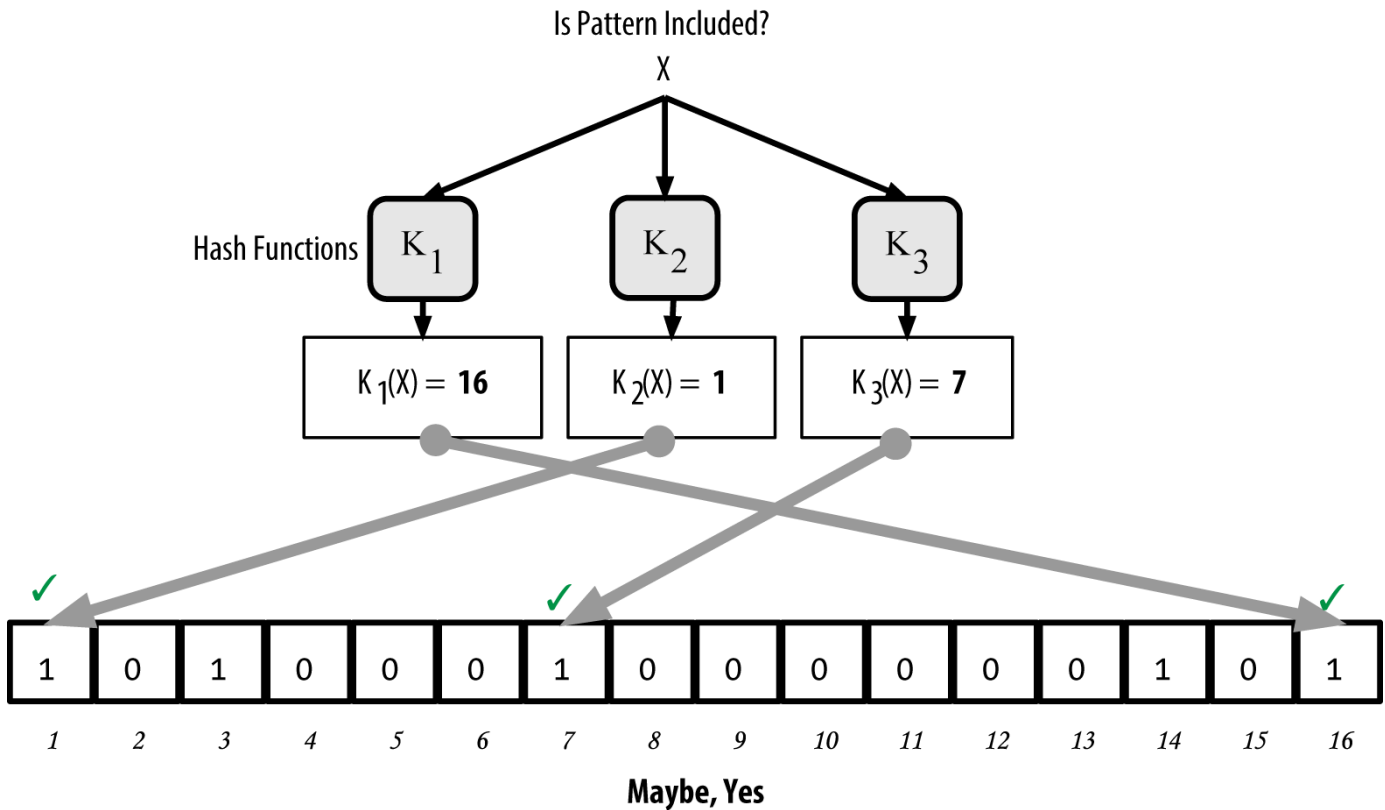 Is Pattern Included?
X
Hash Functions K1 K2 K3
K1(X) = 16 K2(X) = 1 K3(X) = 7
✓ ✓ ✓
1 0 1 0 0 0 1 0 0 0 0 0 0 1 0 1
1 2 3 4 5 6 7 8 9 10 11 12 13 14 15 16
Maybe, Yes